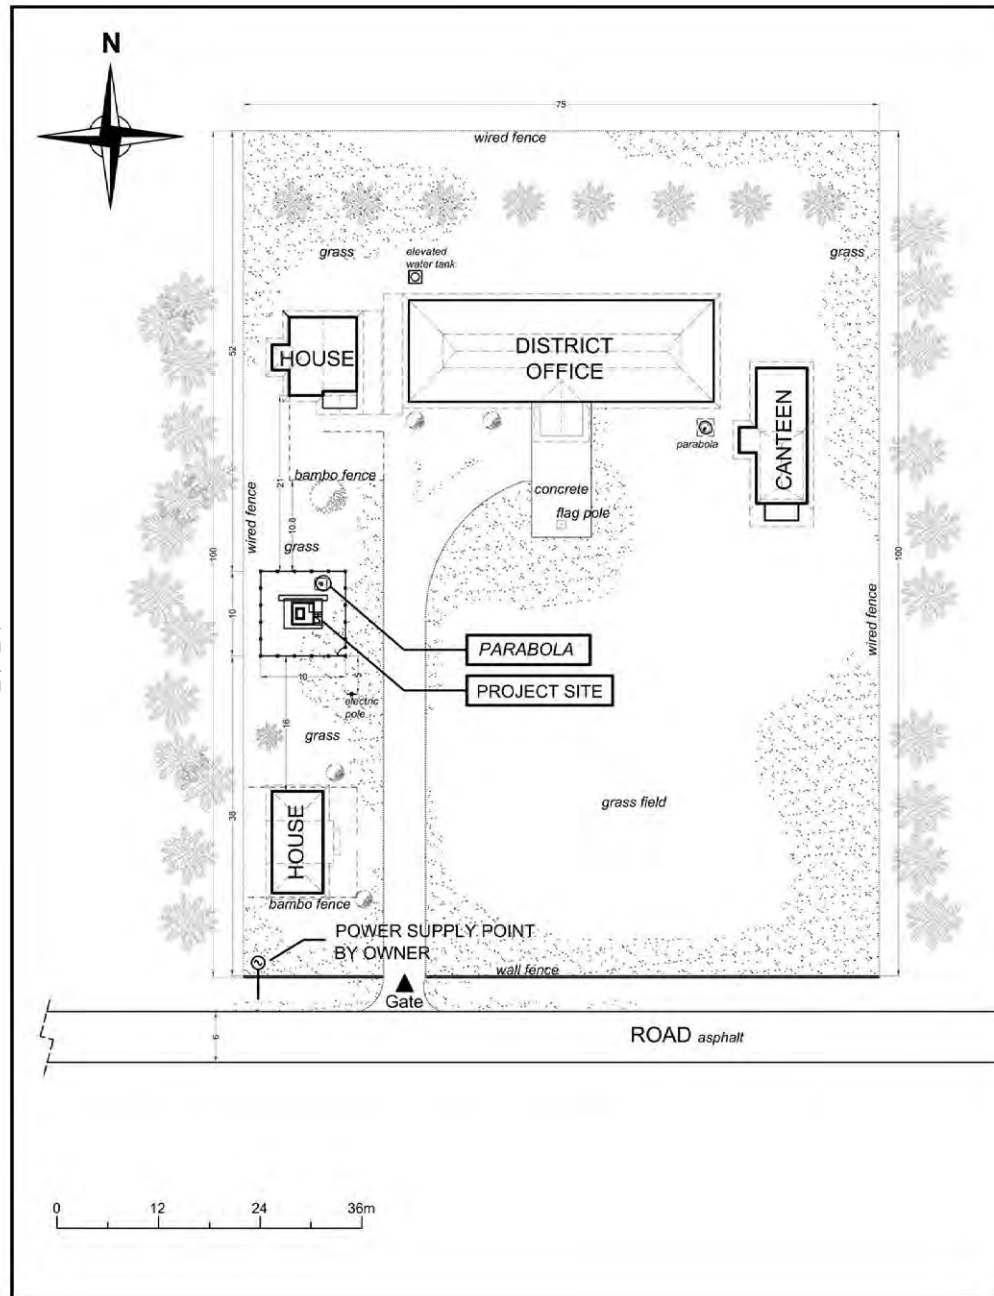 N
75
wired fence
grass
elevated
water tank
grass
52
HOUSE
DISTRICT
OFFICE
CANTEEN
parabola
bambo fence
21
concrete
flag pole
10.8
wired fence
grass
100
100
10
wired fence
PARABOLA
10
5
PROJECT SITE
electric
pole
16
grass
grass field
38
HOUSE
bambo fence
POWER SUPPLY POINT
BY OWNER
wall fence
Gate
ROAD asphalt
6
0 12 24 36m